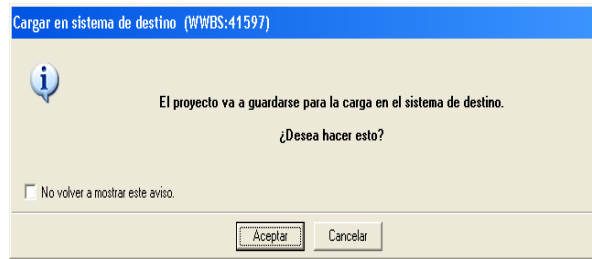 Cargar en sistema de destino (WWBS:41597)
El proyecto va a guardarse para la carga en el sistema de destino.
¿Desea hacer esto?
No volver a mostrar este aviso.
Aceptar
Cancelar